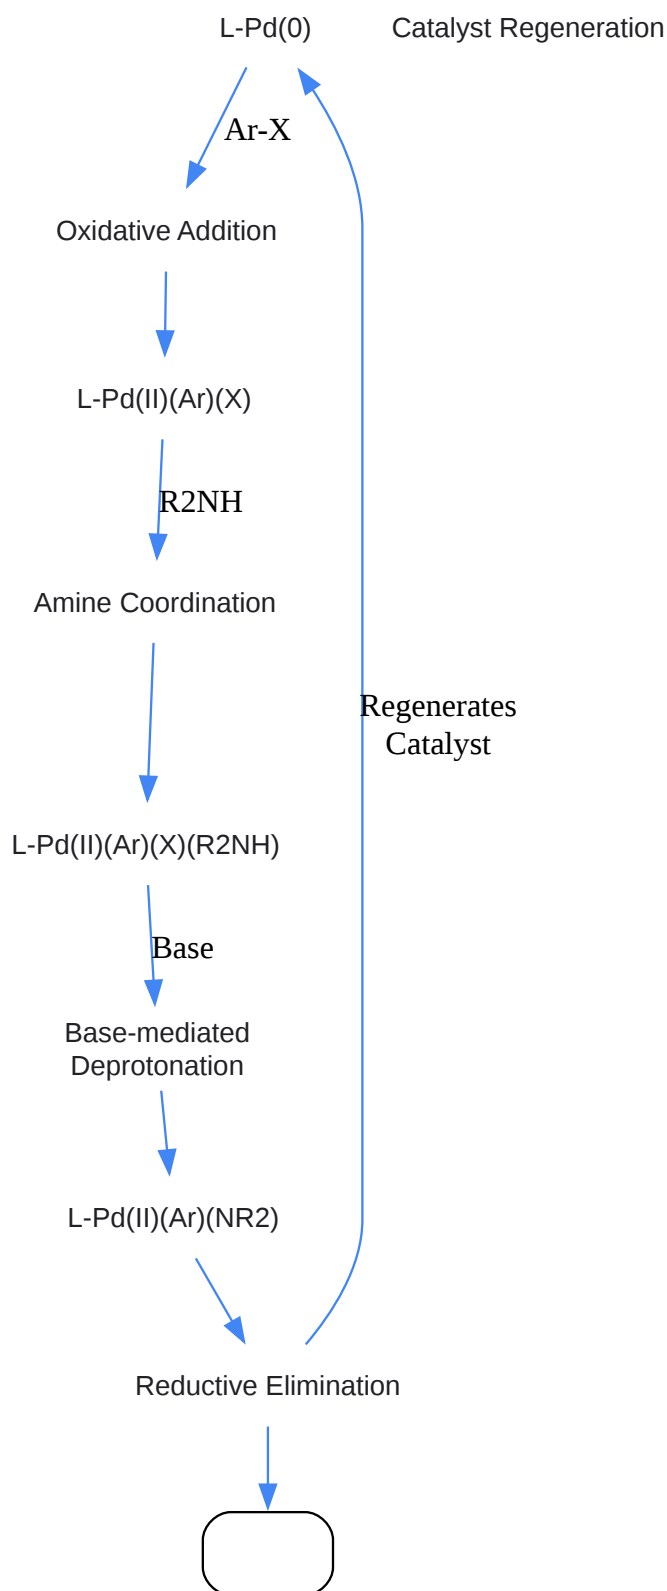 L-Pd(0)
Catalyst Regeneration
Ar-X
Oxidative Addition
L-Pd(II)(Ar)(X)
R2NH
Amine Coordination
Regenerates
Catalyst
L-Pd(II)(Ar)(X)(R2NH)
Base
Base-mediated
Deprotonation
L-Pd(II)(Ar)(NR2)
Reductive Elimination